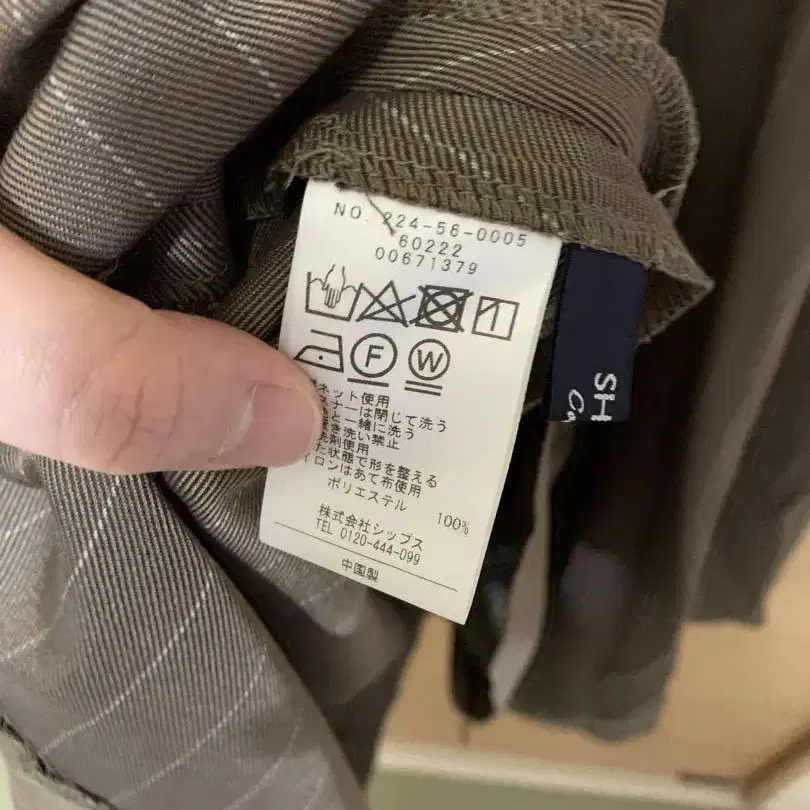 NO. 224-56-0005
60222
00671379
F W
ネット使用
は閉じて洗う
と一緒に洗う
洗い禁止
洗剤使用
た状態で形を整える
イロンはあて布使用
ポリエステル 100%
株式会社シップス
TEL 0120-444-099
中国製
SH